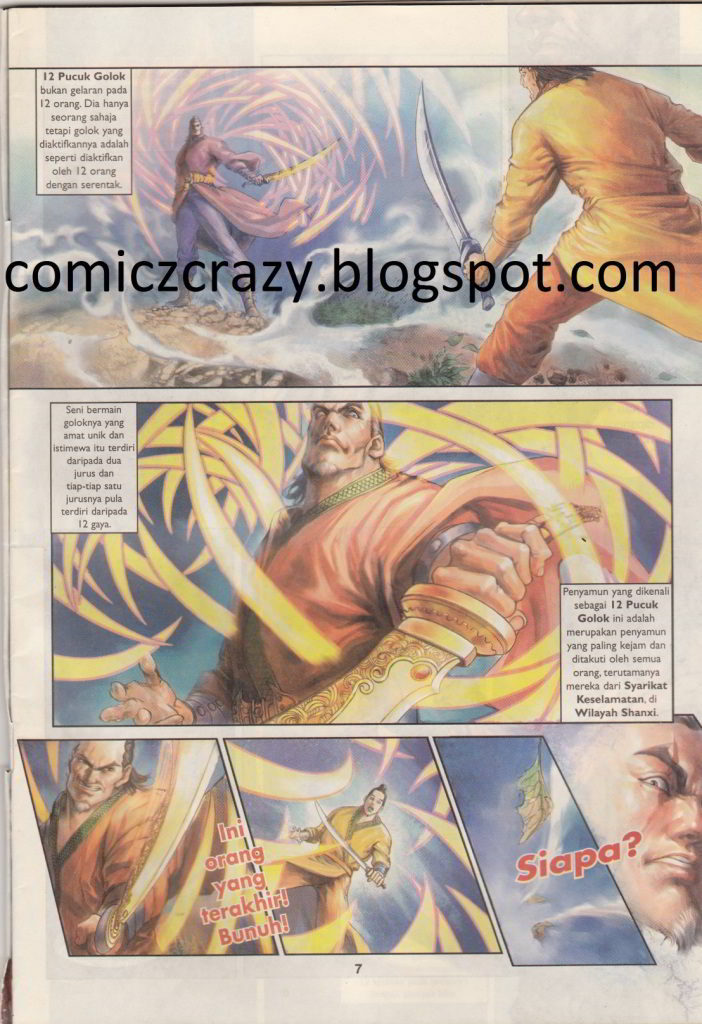 12 Pucuk Golok
bukan gelaran pada
12 orang. Dia hanya
seorang sahaja
tetapi golok yang
diaktifkannya adalah
seperti diaktifkan
oleh 12 orang
dengan serentak.
comiczcrazy.blogspot.com
Seni bermain
goloknya yang
amat unik dan
istimewa itu terdiri
daripada dua
jurus dan
tiap-tiap satu
jurusnya pula
terdiri daripada
12 gaya.
Penyamun yang dikenali
sebagai 12 Pucuk
Golok ini adalah
merupakan penyamun
yang paling kejam dan
ditakuti oleh semua
orang, terutamanya
mereka dari Syarikat
Keselamatan, di
Wilayah Shanxi.
Ini
orang
yang
terakhir!
Bunuh!
Siapa?
7